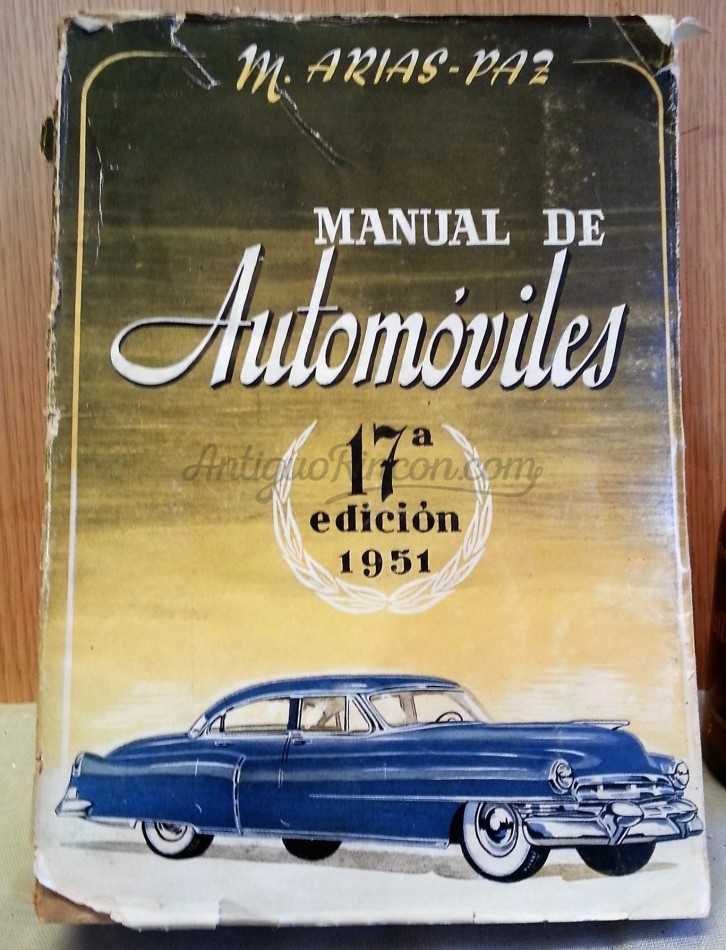 M. ARIAS-PAZ
MANUAL DE
Automóviles
17ª
AntiguoRincon.com
edición
1951